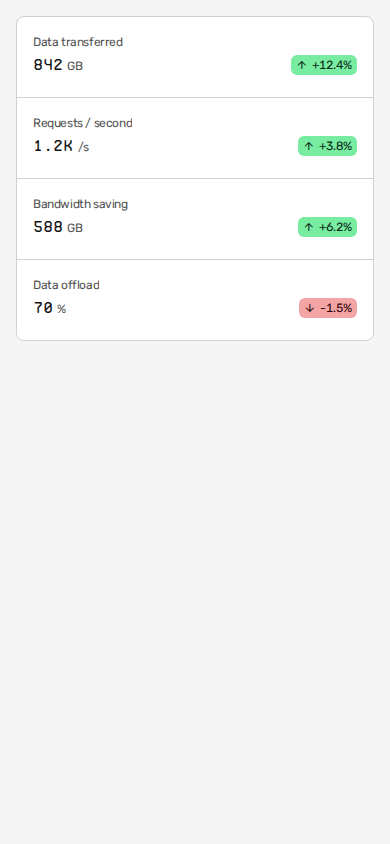 Data transferred
842 GB ↑ +12.4%
Requests / second
1.2K /s ↑ +3.8%
Bandwidth saving
588 GB ↑ +6.2%
Data offload
70 % ↓ -1.5%